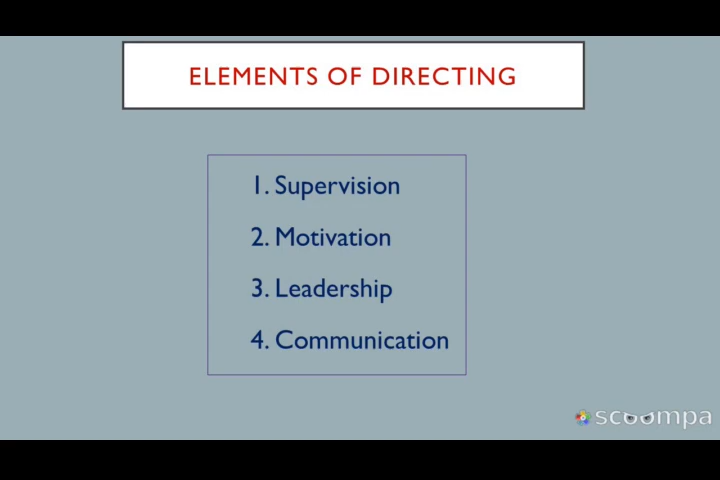 ELEMENTS OF DIRECTING
1. Supervision
2. Motivation
3. Leadership
4. Communication
scoompa